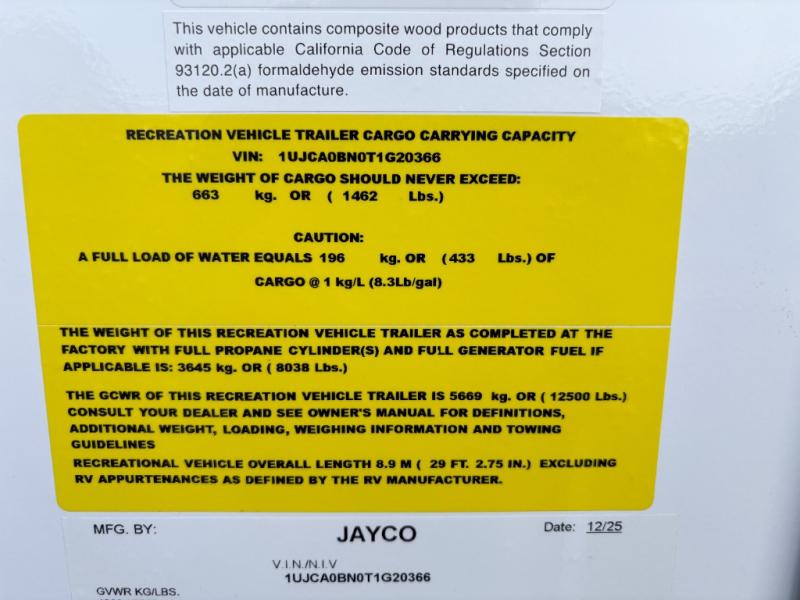 This vehicle contains composite wood products that comply
with applicable California Code of Regulations Section
93120.2(a) formaldehyde emission standards specified on
the date of manufacture.
RECREATION VEHICLE TRAILER CARGO CARRYING CAPACITY
VIN: 1UJCA0BN0T1G20366
THE WEIGHT OF CARGO SHOULD NEVER EXCEED:
663 kg. OR ( 1462 Lbs.)
CAUTION:
A FULL LOAD OF WATER EQUALS 196 kg. OR (433 Lbs.) OF
CARGO @ 1 kg/L (8.3Lb/gal)
THE WEIGHT OF THIS RECREATION VEHICLE TRAILER AS COMPLETED AT THE
FACTORY WITH FULL PROPANE CYLINDER(S) AND FULL GENERATOR FUEL IF
APPLICABLE IS: 3645 kg. OR ( 8038 Lbs.)
THE GCWR OF THIS RECREATION VEHICLE TRAILER IS 5669 kg. OR ( 12500 Lbs.)
CONSULT YOUR DEALER AND SEE OWNER'S MANUAL FOR DEFINITIONS,
ADDITIONAL WEIGHT, LOADING, WEIGHING INFORMATION AND TOWING
GUIDELINES
RECREATIONAL VEHICLE OVERALL LENGTH 8.9 M ( 29 FT. 2.75 IN.) EXCLUDING
RV APPURTENANCES AS DEFINED BY THE RV MANUFACTURER.
MFG. BY: JAYCO Date: 12/25
V.I.N./N.I.V
1UJCA0BN0T1G20366
GVWR KG/LBS.